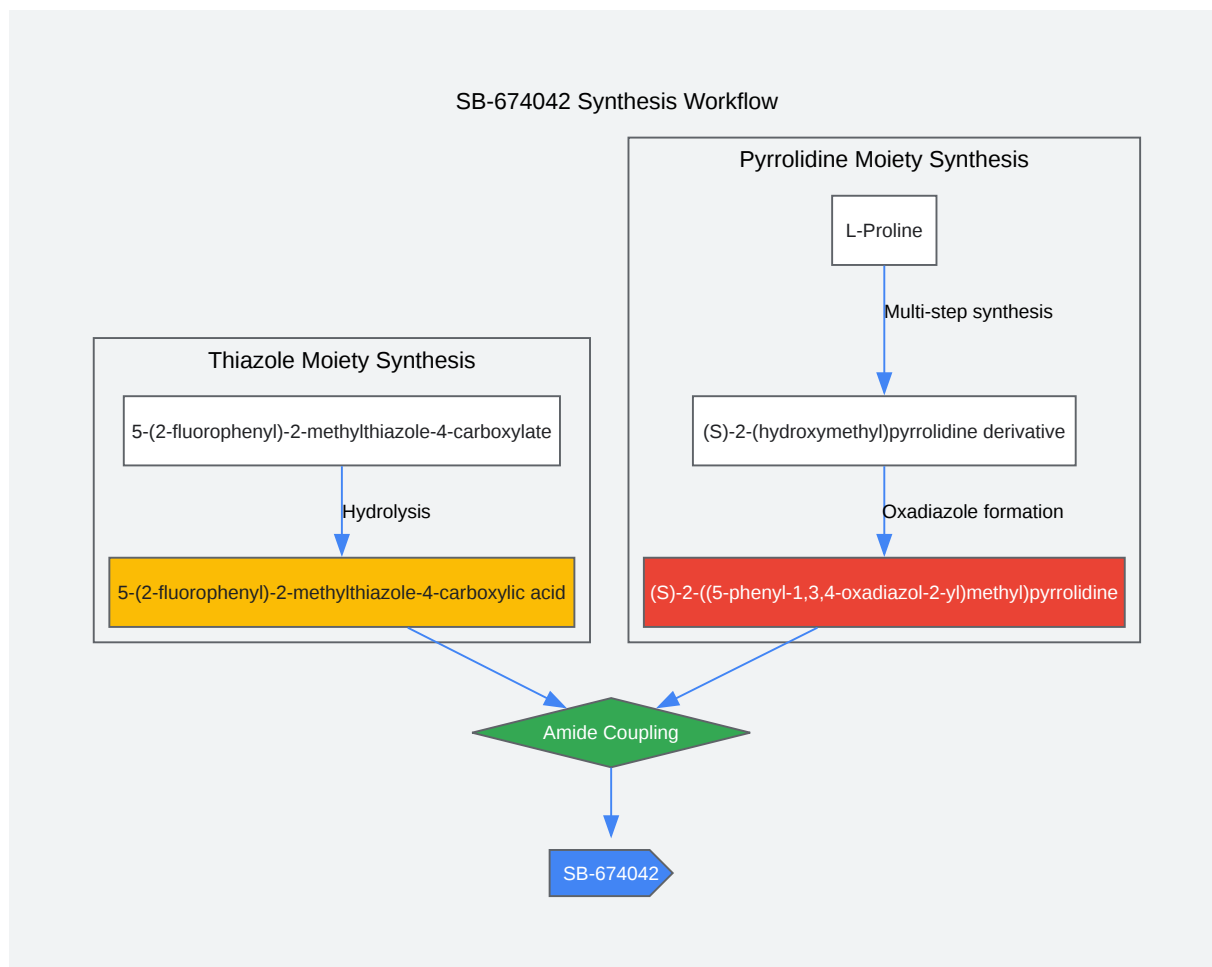 SB-674042 Synthesis Workflow
Pyrrolidine Moiety Synthesis
L-Proline
Multi-step synthesis
Thiazole Moiety Synthesis
5-(2-fluorophenyl)-2-methylthiazole-4-carboxylate
(S)-2-(hydroxymethyl)pyrrolidine derivative
Hydrolysis
Oxadiazole formation
5-(2-fluorophenyl)-2-methylthiazole-4-carboxylic acid
(S)-2-((5-phenyl-1,3,4-oxadiazol-2-yl)methyl)pyrrolidine
Amide Coupling
SB-674042